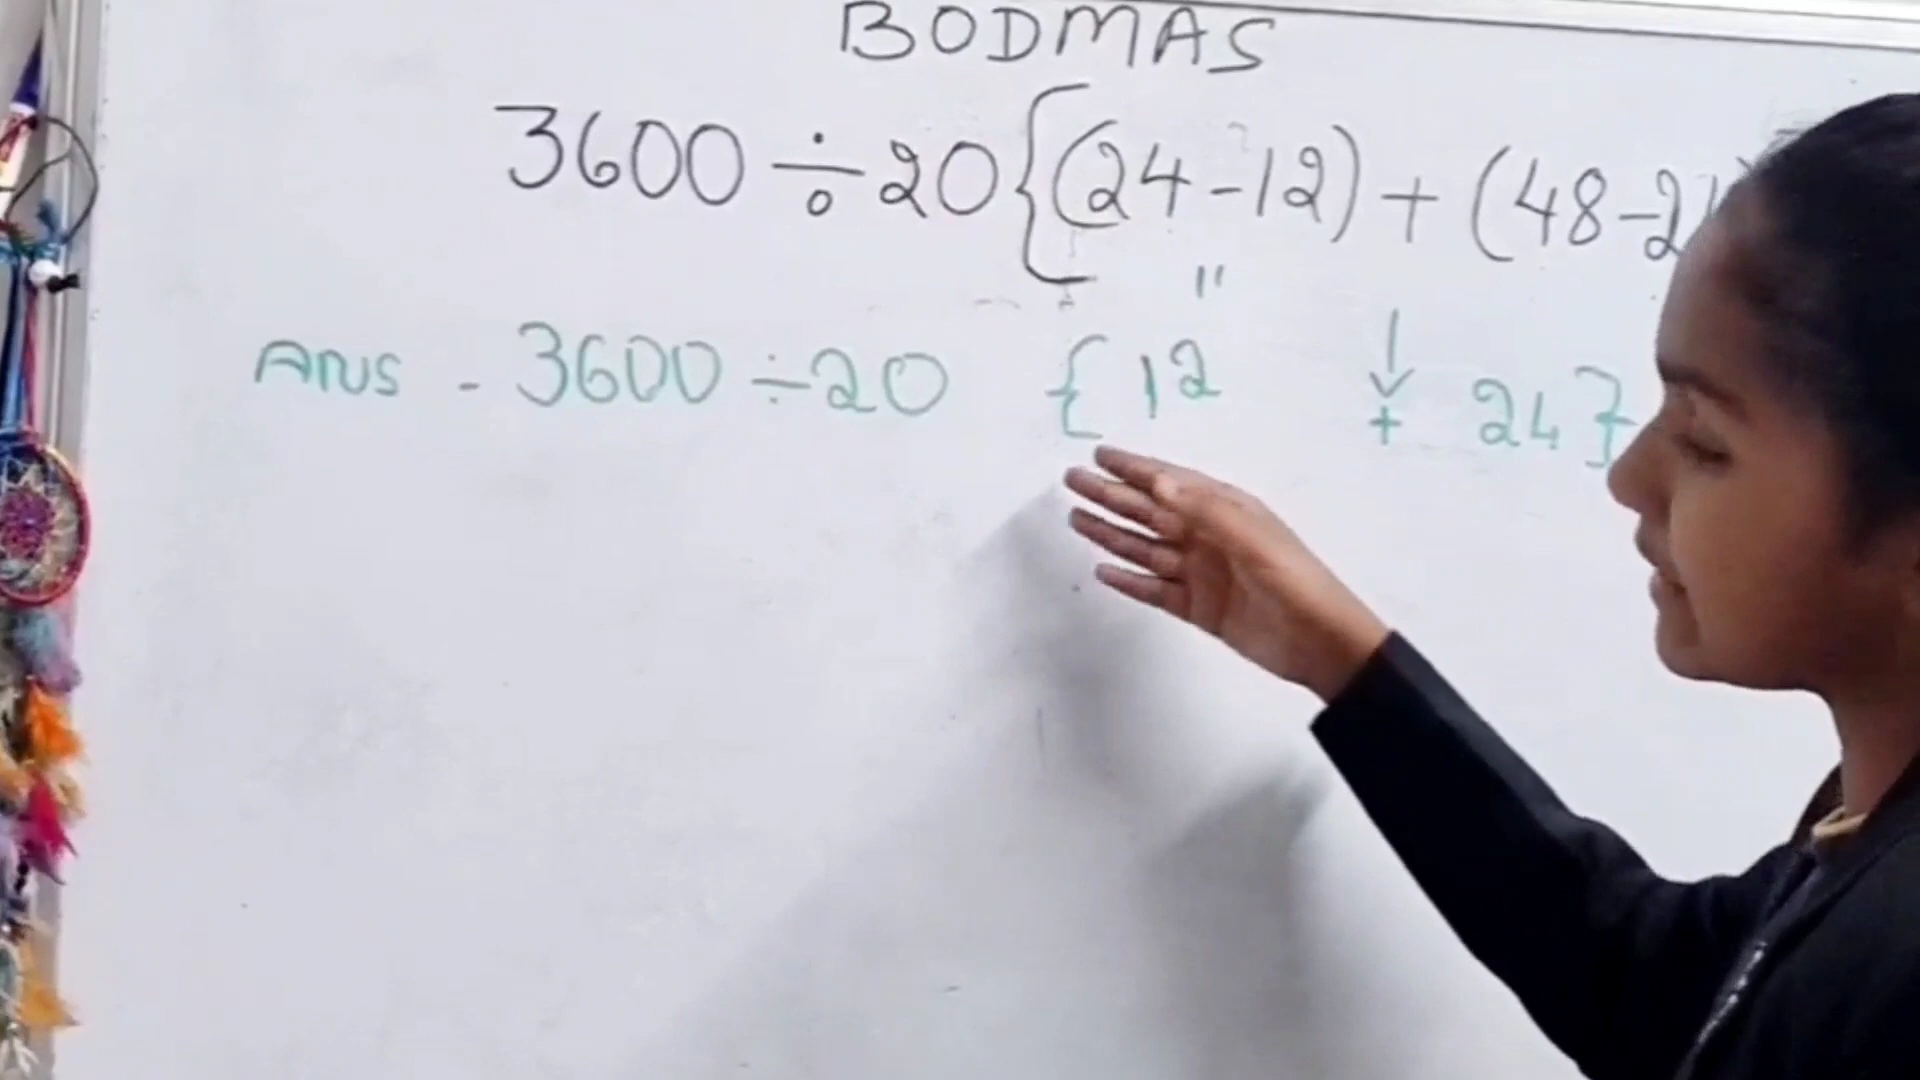 BODMAS
3600 ÷ 20 { (24 - 12) + (48 - 2
"
↓
Ans - 3600 ÷ 20 { 12 + 24 }